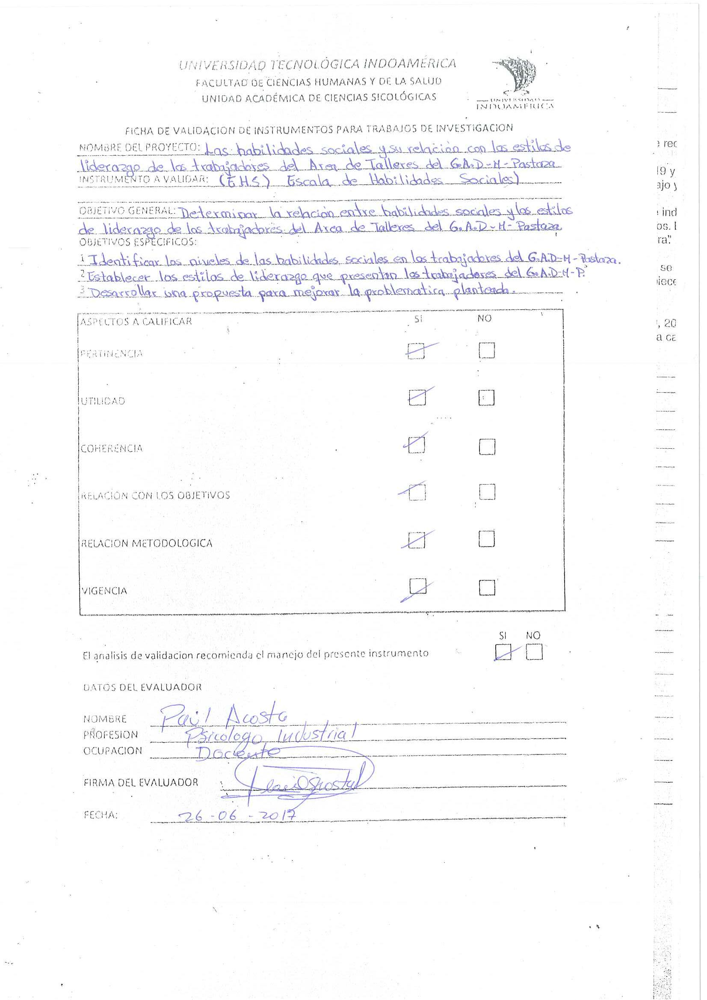 UNIVERSIDAD TECNOLÓGICA INDOAMÉRICA
FACULTAD DE CIENCIAS HUMANAS Y DE LA SALUD
UNIDAD ACADÉMICA DE CIENCIAS SICOLÓGICAS
UNIVERSIDAD
INDOAMERICA
FICHA DE VALIDACION DE INSTRUMENTOS PARA TRABAJOS DE INVESTIGACION
NOMBRE DEL PROYECTO: Las habilidades sociales y su relación con los estilos de
liderazgo de los trabajadores del Area de Talleres del G.A.D-M-Pastaza
INSTRUMENTO A VALIDAR: (EHS) Escala de Habilidades Sociales)
OBJETIVO GENERAL: Determinar la relación entre habilidades sociales y los estilos
de liderazgo de los trabajadores del Area de Talleres del G.A.D-M-Pastaza
OBJETIVOS ESPECIFICOS:
1 Identificar los niveles de las habilidades sociales en los trabajadores del G.A.D-M-Pastaza.
2 Establecer los estilos de liderazgo que presentan los trabajadores del G.A.D-M-P.
3 Desarrollar una propuesta para mejorar la problematica planteada.
ASPECTOS A CALIFICAR SI NO
PERTINENCIA
UTILIDAD
COHERENCIA
RELACION CON LOS OBJETIVOS
RELACION METODOLOGICA
VIGENCIA
SI NO
El analisis de validacion recomienda el manejo del presente instrumento
DATOS DEL EVALUADOR
NOMBRE Paúl Acosta
PROFESION Psicologo Industrial
OCUPACION Docente
FIRMA DEL EVALUADOR
FECHA: 26-06-2017
rec
19 y
ajo y
ind
os. l
ra"
se
iece
, 20
a ca